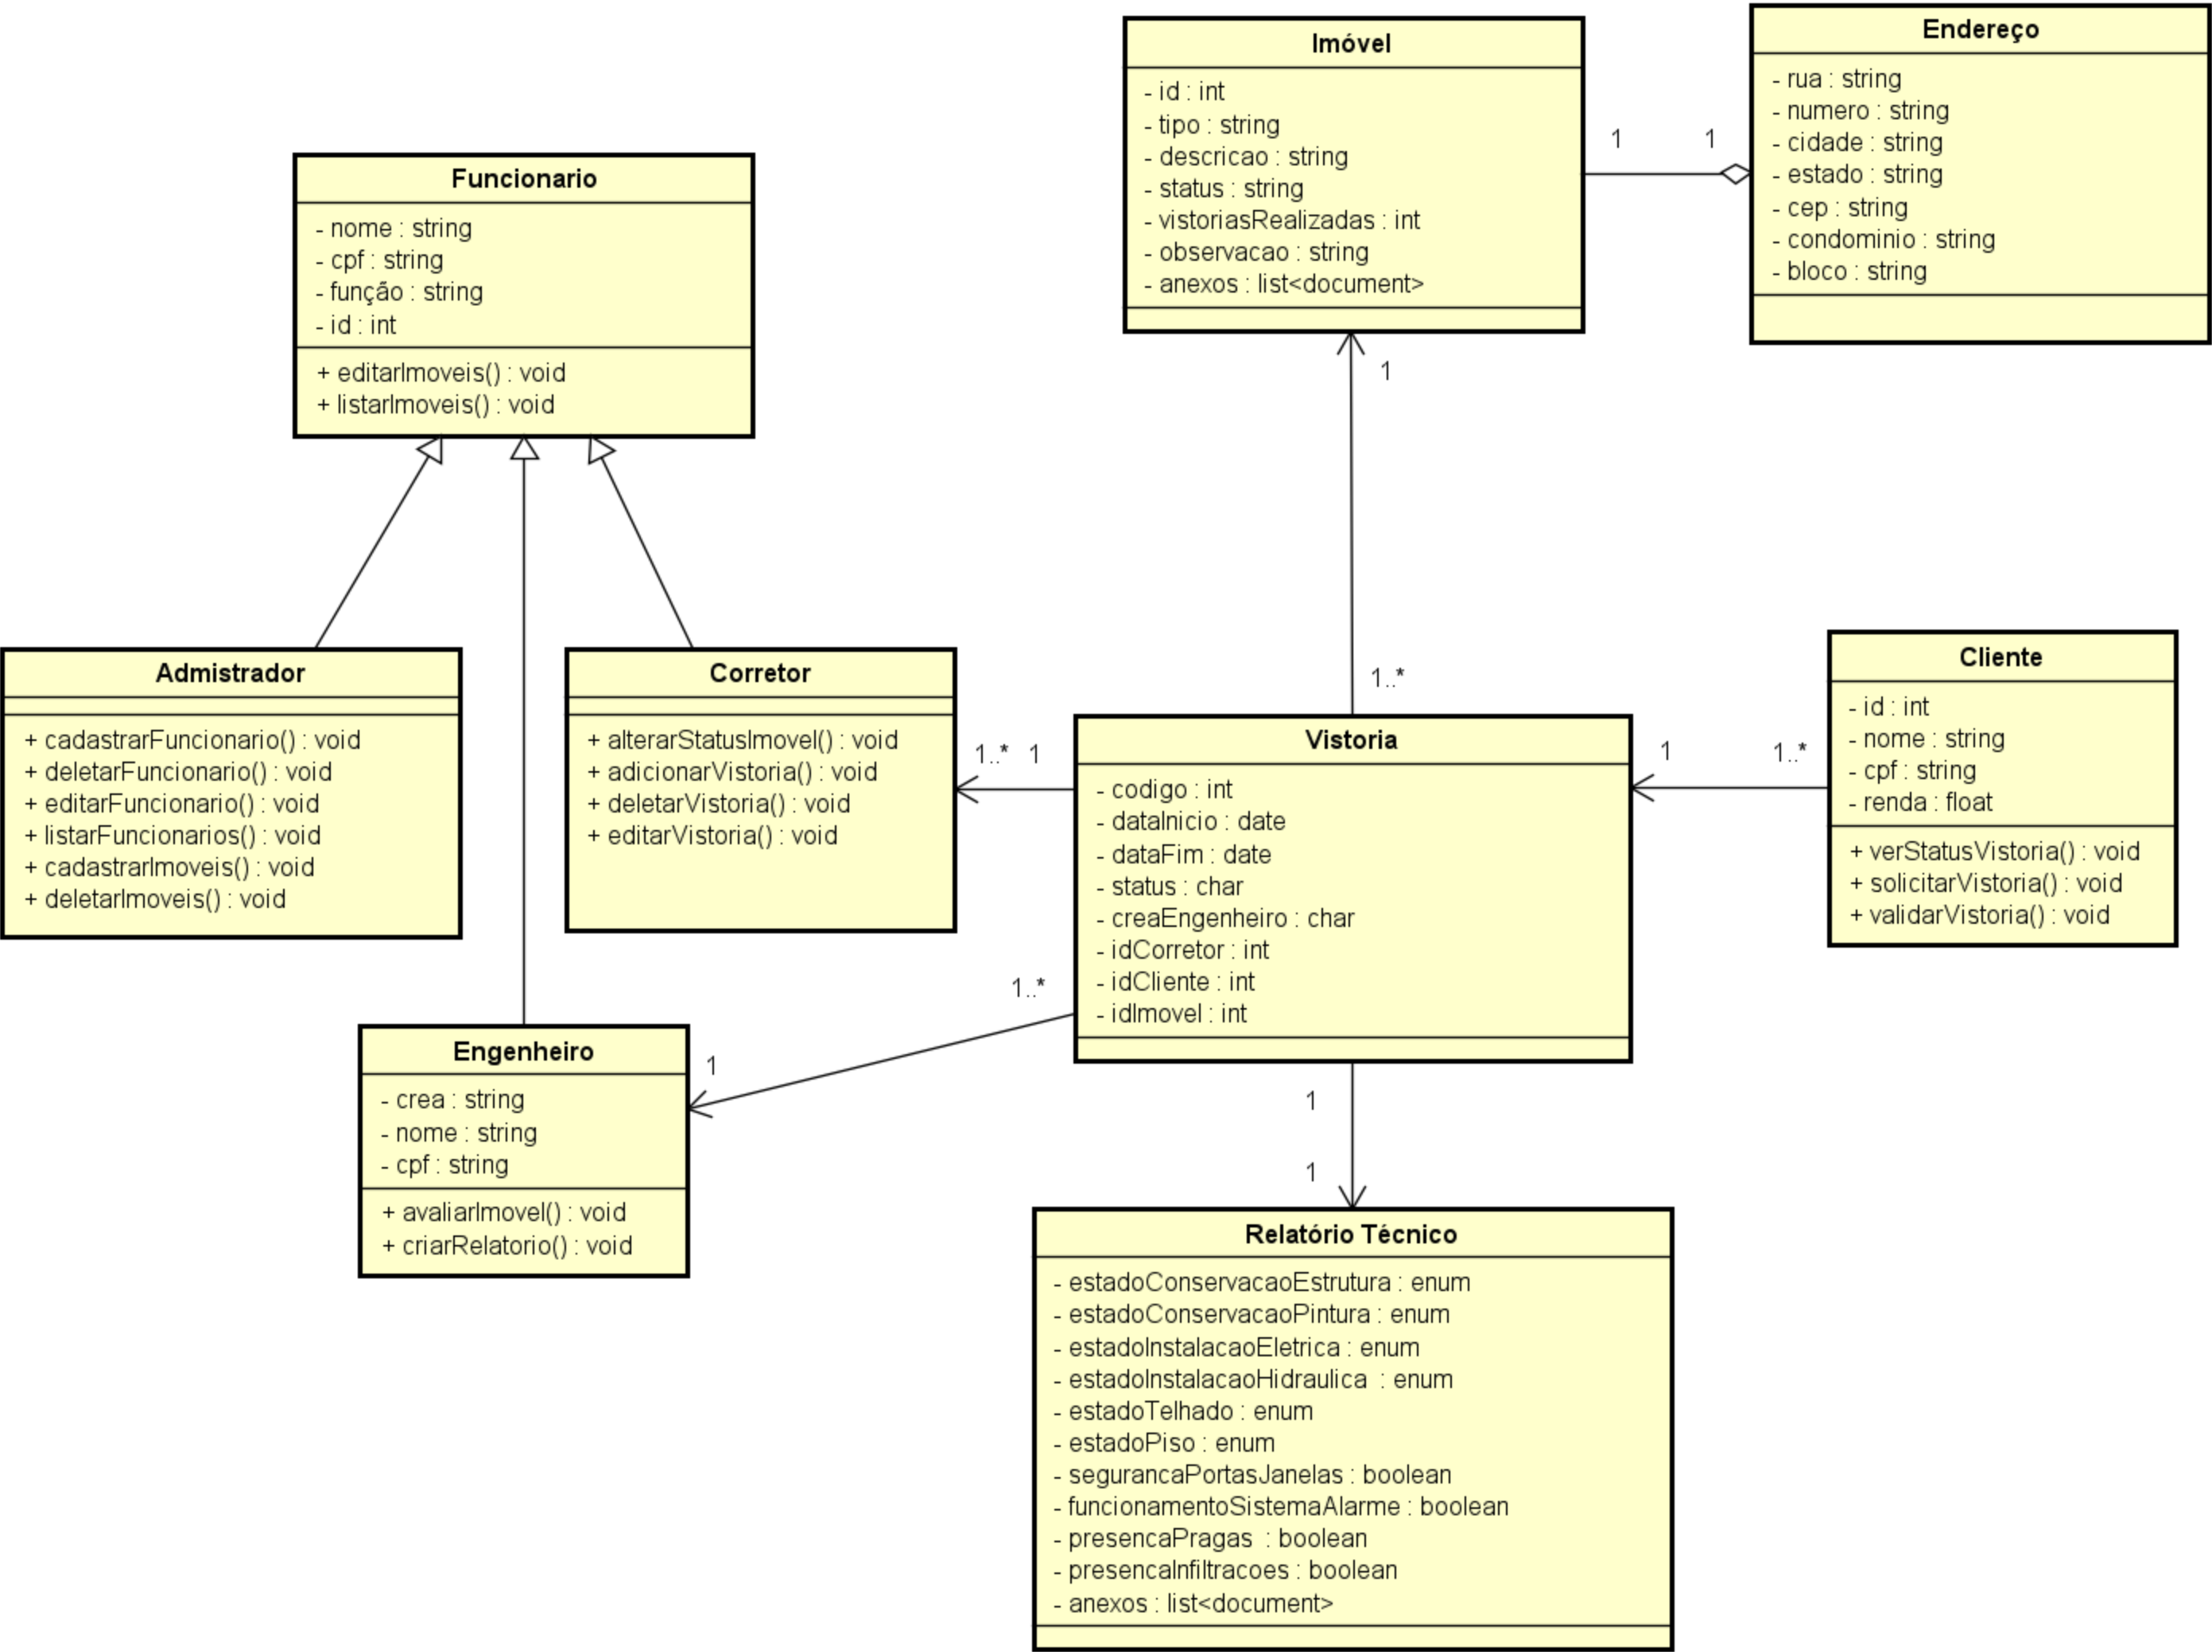 Imóvel
- id : int
- tipo : string
- descricao : string
- status : string
- vistoriasRealizadas : int
- observacao : string
- anexos : list<document>
1
1
Endereço
- rua : string
- numero : string
- cidade : string
- estado : string
- cep : string
- condominio : string
- bloco : string
Funcionario
- nome : string
- cpf : string
- função : string
- id : int
+ editarImoveis() : void
+ listarImoveis() : void
1
1..*
Admistrador
+ cadastrarFuncionario() : void
+ deletarFuncionario() : void
+ editarFuncionario() : void
+ listarFuncionarios() : void
+ cadastrarImoveis() : void
+ deletarImoveis() : void
Corretor
+ alterarStatusImovel() : void
+ adicionarVistoria() : void
+ deletarVistoria() : void
+ editarVistoria() : void
1..*
1
Vistoria
- codigo : int
- dataInicio : date
- dataFim : date
- status : char
- creaEngenheiro : char
- idCorretor : int
- idCliente : int
- idImovel : int
1
1..*
Cliente
- id : int
- nome : string
- cpf : string
- renda : float
+ verStatusVistoria() : void
+ solicitarVistoria() : void
+ validarVistoria() : void
1..*
1
Engenheiro
- crea : string
- nome : string
- cpf : string
+ avaliarImovel() : void
+ criarRelatorio() : void
1
1
Relatório Técnico
- estadoConservacaoEstrutura : enum
- estadoConservacaoPintura : enum
- estadoInstalacaoEletrica : enum
- estadoInstalacaoHidraulica : enum
- estadoTelhado : enum
- estadoPiso : enum
- segurancaPortasJanelas : boolean
- funcionamentoSistemaAlarme : boolean
- presencaPragas : boolean
- presencaInfiltracoes : boolean
- anexos : list<document>